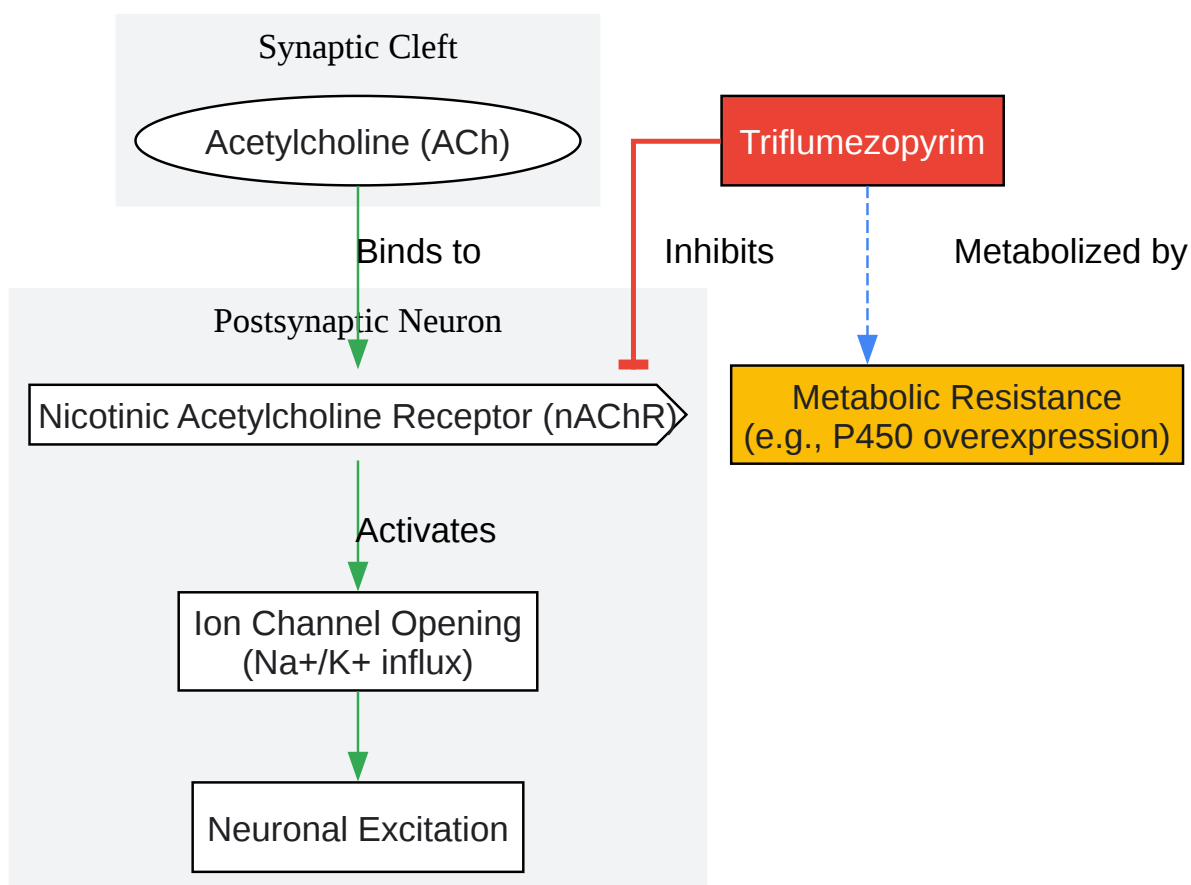 Synaptic Cleft
Acetylcholine (ACh)
Triflumezopyrim
Binds to
Inhibits
Metabolized by
Postsynaptic Neuron
Nicotinic Acetylcholine Receptor (nAChR)
Metabolic Resistance
(e.g., P450 overexpression)
Activates
Ion Channel Opening
(Na+/K+ influx)
Neuronal Excitation